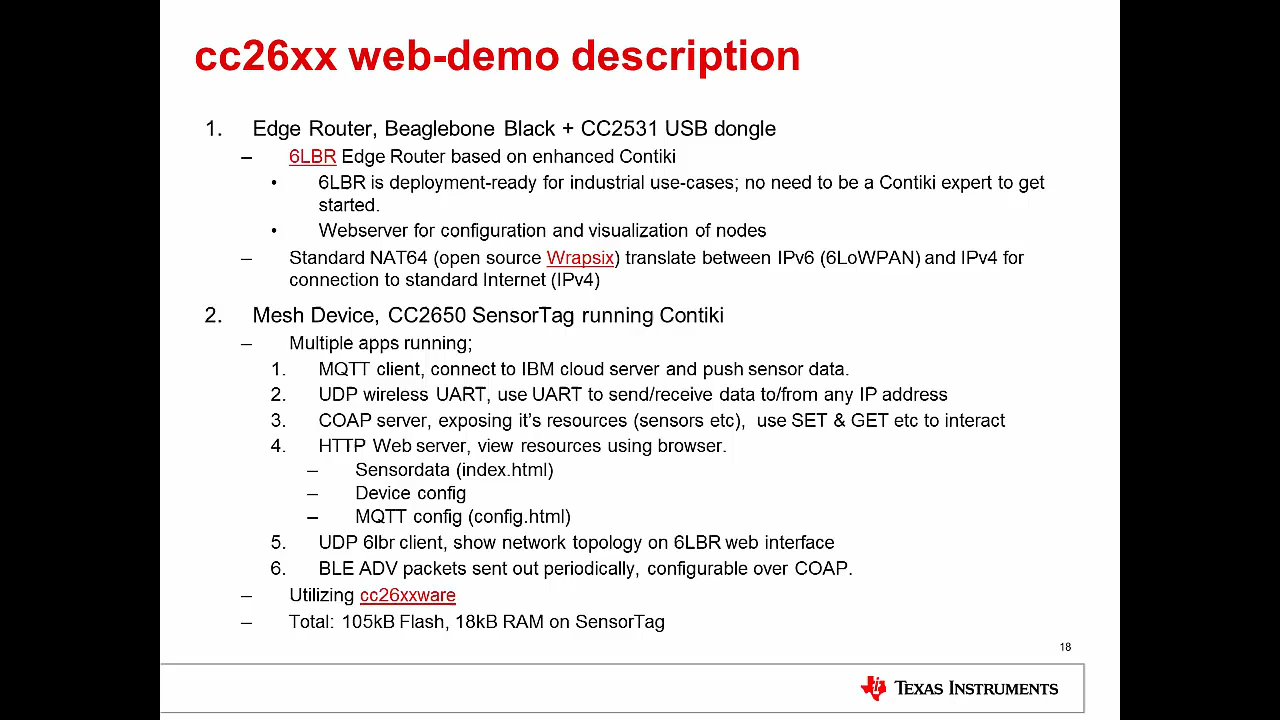 cc26xx web-demo description
1. Edge Router, Beaglebone Black + CC2531 USB dongle
– 6LBR Edge Router based on enhanced Contiki
• 6LBR is deployment-ready for industrial use-cases; no need to be a Contiki expert to get
started.
• Webserver for configuration and visualization of nodes
– Standard NAT64 (open source Wrapsix) translate between IPv6 (6LoWPAN) and IPv4 for
connection to standard Internet (IPv4)
2. Mesh Device, CC2650 SensorTag running Contiki
– Multiple apps running;
1. MQTT client, connect to IBM cloud server and push sensor data.
2. UDP wireless UART, use UART to send/receive data to/from any IP address
3. COAP server, exposing it's resources (sensors etc), use SET & GET etc to interact
4. HTTP Web server, view resources using browser.
– Sensordata (index.html)
– Device config
– MQTT config (config.html)
5. UDP 6lbr client, show network topology on 6LBR web interface
6. BLE ADV packets sent out periodically, configurable over COAP.
– Utilizing cc26xxware
– Total: 105kB Flash, 18kB RAM on SensorTag
18
TEXAS INSTRUMENTS